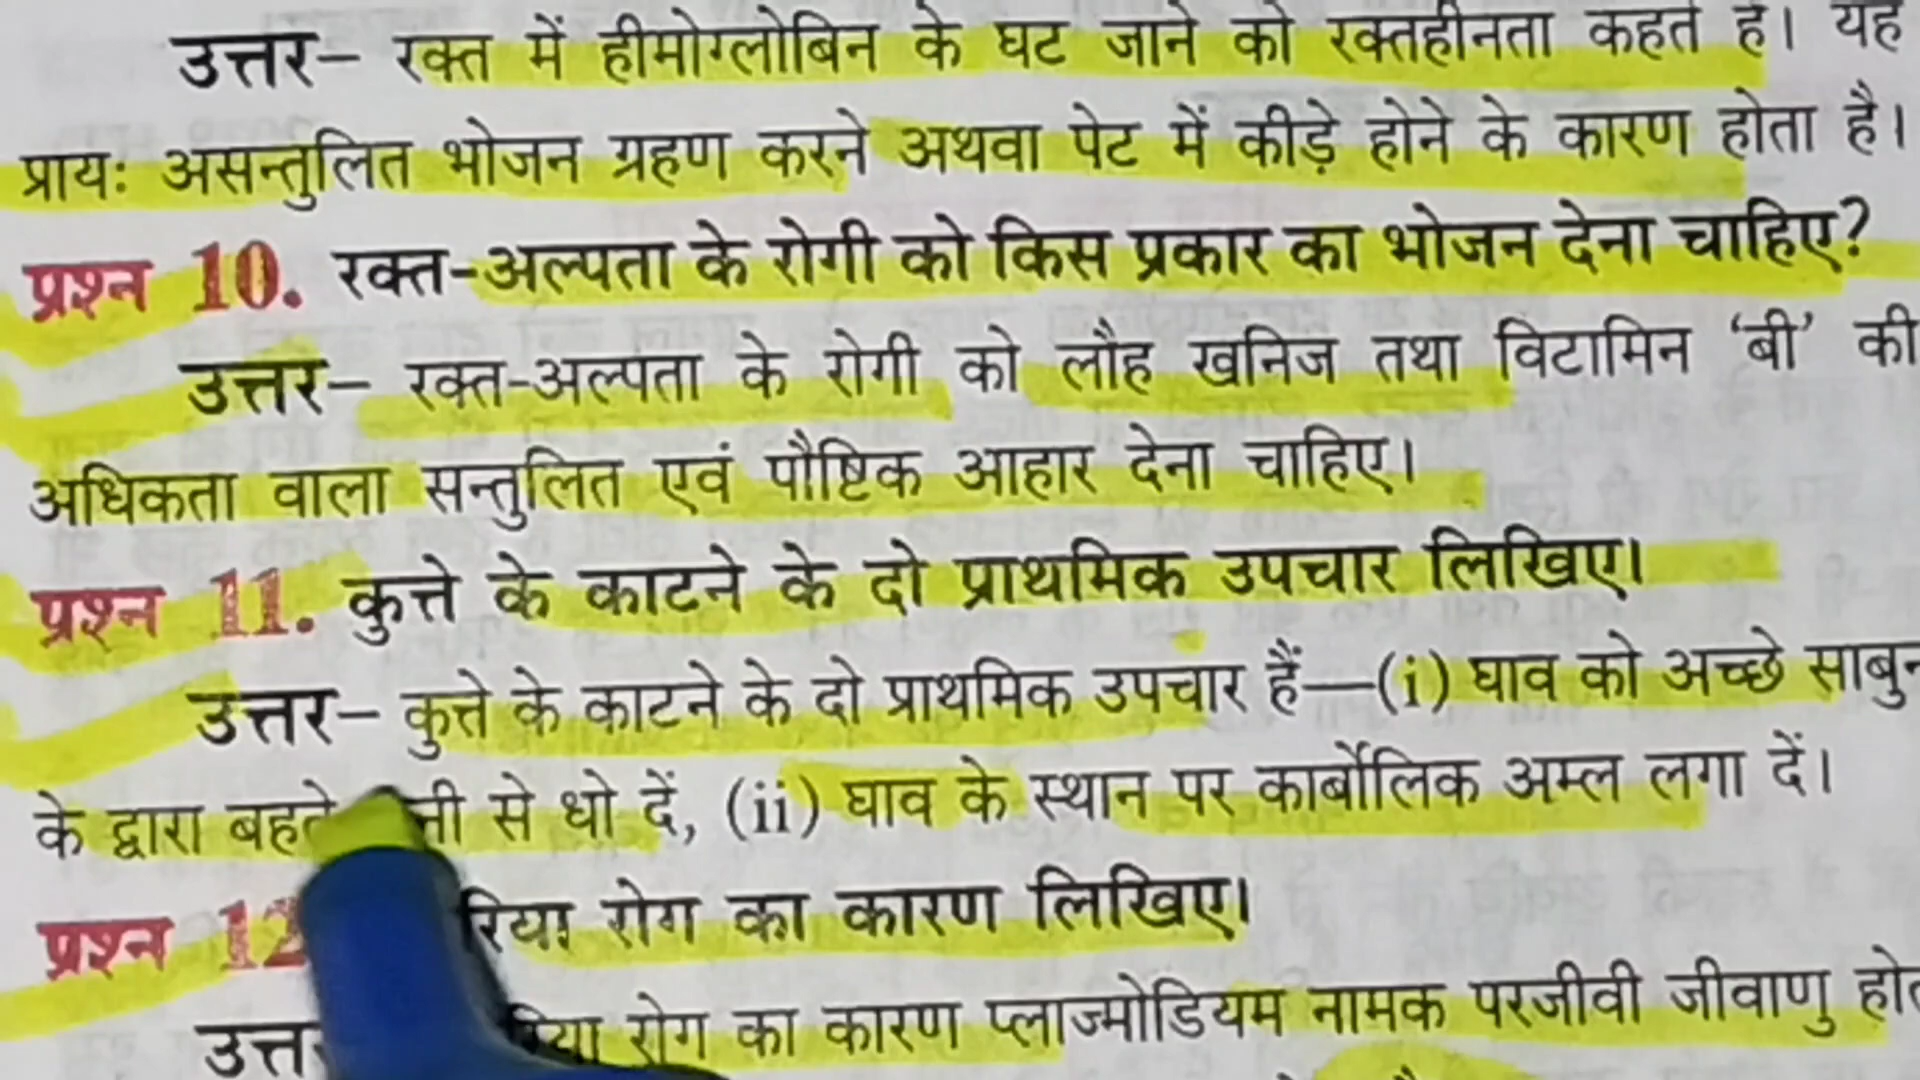 उत्तर– रक्त में हीमोग्लोबिन के घट जाने को रक्तहीनता कहते हैं। यह
प्रायः असन्तुलित भोजन ग्रहण करने अथवा पेट में कीड़े होने के कारण होता है।
प्रश्न 10. रक्त-अल्पता के रोगी को किस प्रकार का भोजन देना चाहिए?
उत्तर– रक्त-अल्पता के रोगी को लौह खनिज तथा विटामिन ‘बी’ की
अधिकता वाला सन्तुलित एवं पौष्टिक आहार देना चाहिए।
प्रश्न 11. कुत्ते के काटने के दो प्राथमिक उपचार लिखिए।
उत्तर– कुत्ते के काटने के दो प्राथमिक उपचार हैं—(i) घाव को अच्छे साबुन
के द्वारा बहते से धो दें, (ii) घाव के स्थान पर कार्बोलिक अम्ल लगा दें।
प्रश्न 12 रोग का कारण लिखिए।
रोग का कारण प्लाज्मोडियम नामक परजीवी जीवाणु